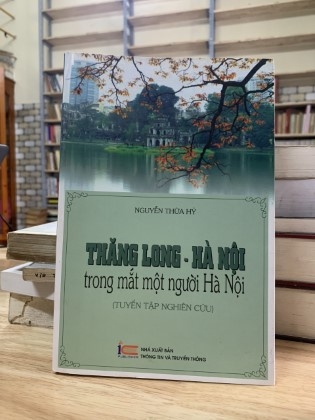 NGUYỄN THỪA HỶ
THĂNG LONG - HÀ NỘI
trong mắt một người Hà Nội
(TUYỂN TẬP NGHIÊN CỨU)
NHÀ XUẤT BẢN
THÔNG TIN VÀ TRUYỀN THÔNG